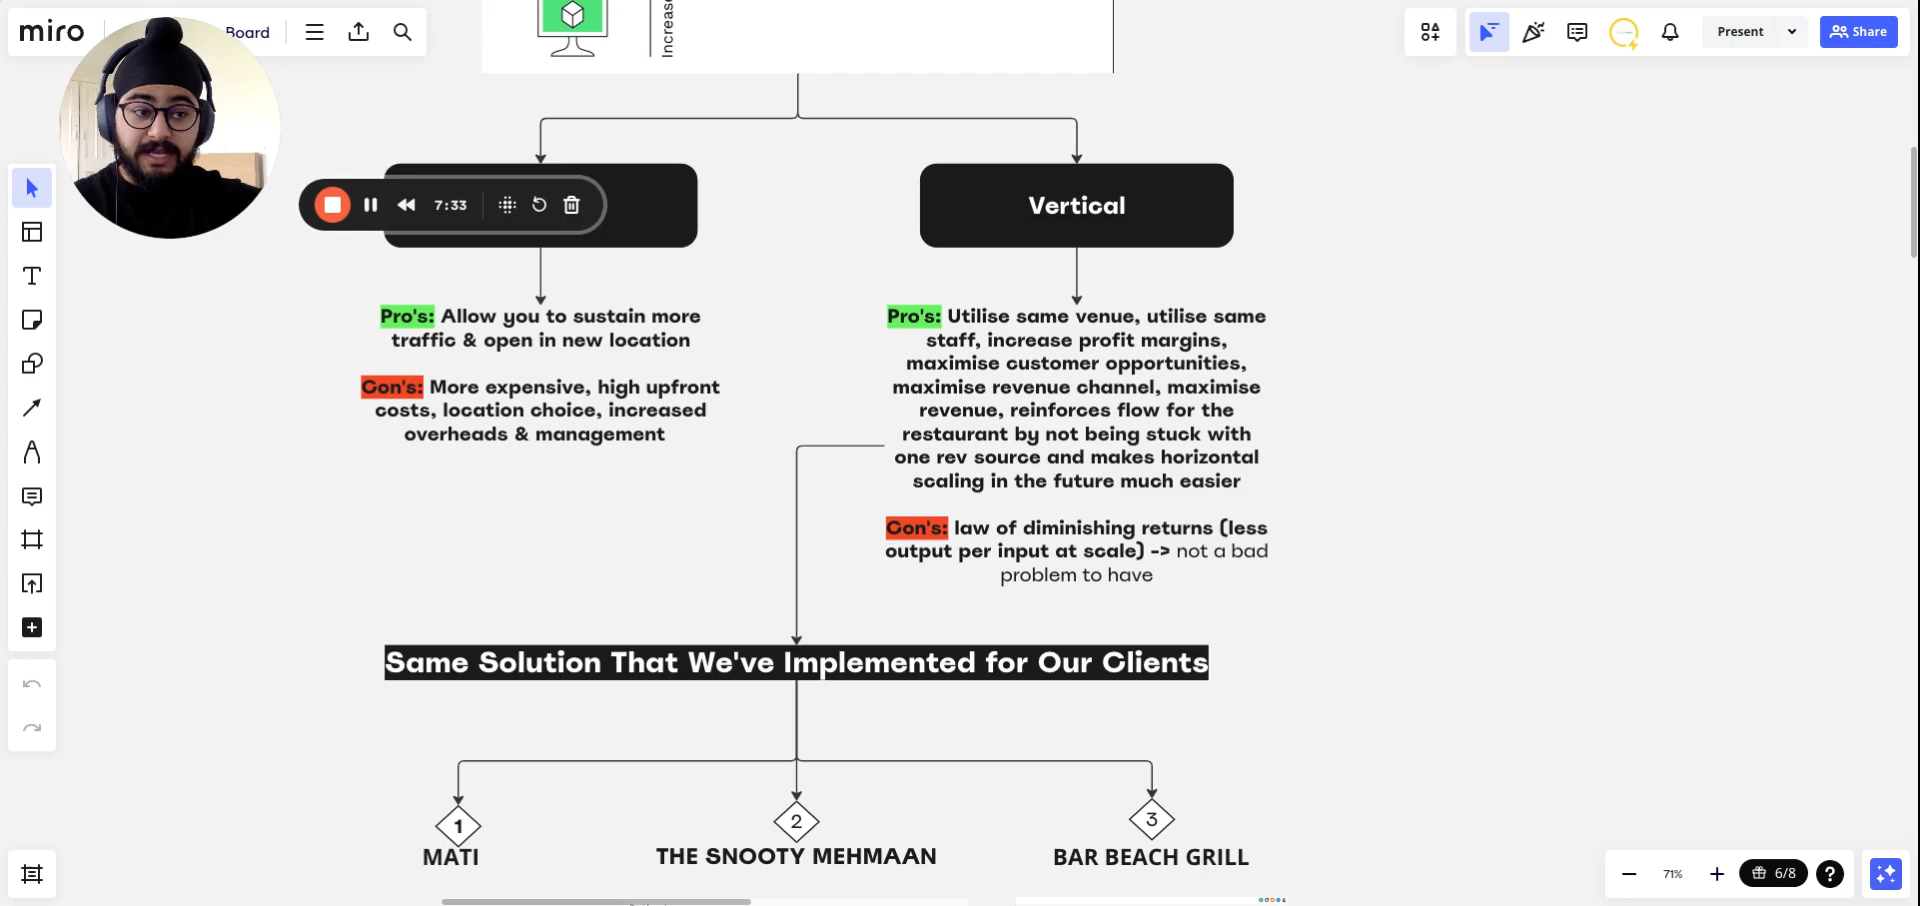 miro
Board
Present
Share
Increase
7:33
Vertical
Pro's: Allow you to sustain more
traffic & open in new location
Con's: More expensive, high upfront
costs, location choice, increased
overheads & management
Pro's: Utilise same venue, utilise same
staff, increase profit margins,
maximise customer opportunities,
maximise revenue channel, maximise
revenue, reinforces flow for the
restaurant by not being stuck with
one rev source and makes horizontal
scaling in the future much easier
Con's: law of diminishing returns (less
output per input at scale) -> not a bad
problem to have
Same Solution That We've Implemented for Our Clients
1
2
3
MATI
THE SNOOTY MEHMAAN
BAR BEACH GRILL
71%
6/8
?